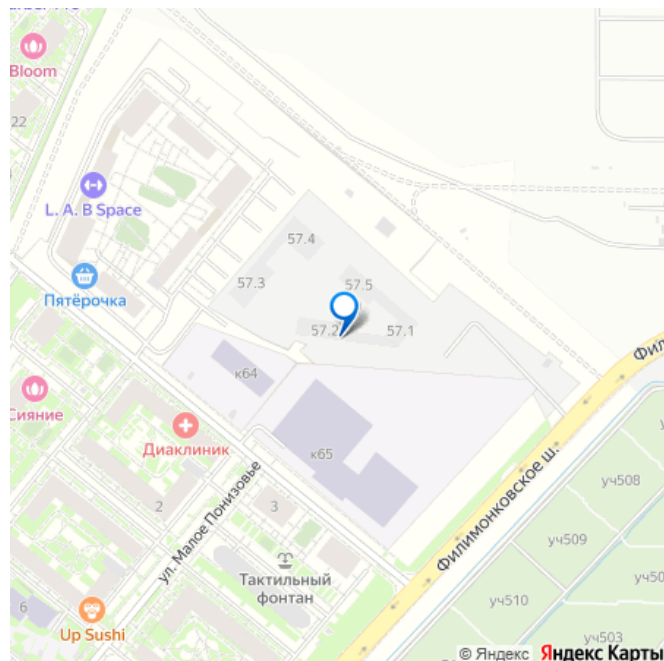 Bloom
22
L. A. B Space
57.4
57.3
57.5
Пятёрочка
57.2
57.1
к64
Сияние
Диаклиник
к65
Филимонковское ш.
уч508
2
ул. Малое Понизовье
3
уч509
Тактильный
фонтан
6
Up Sushi
уч510
уч503
© Яндекс Яндекс Карты